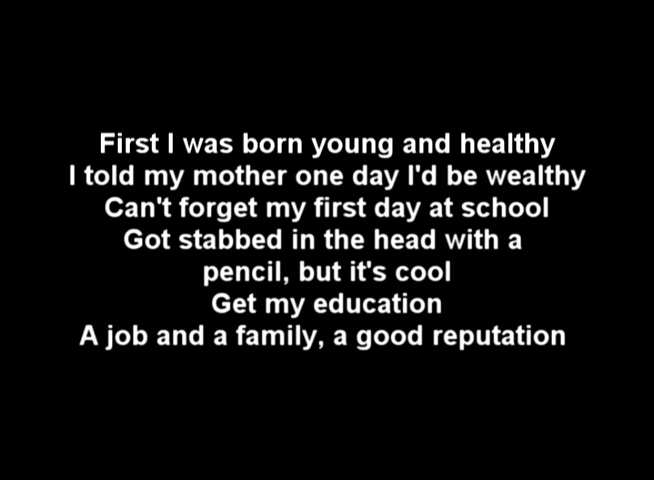 First I was born young and healthy
I told my mother one day I'd be wealthy
Can't forget my first day at school
Got stabbed in the head with a
pencil, but it's cool
Get my education
A job and a family, a good reputation